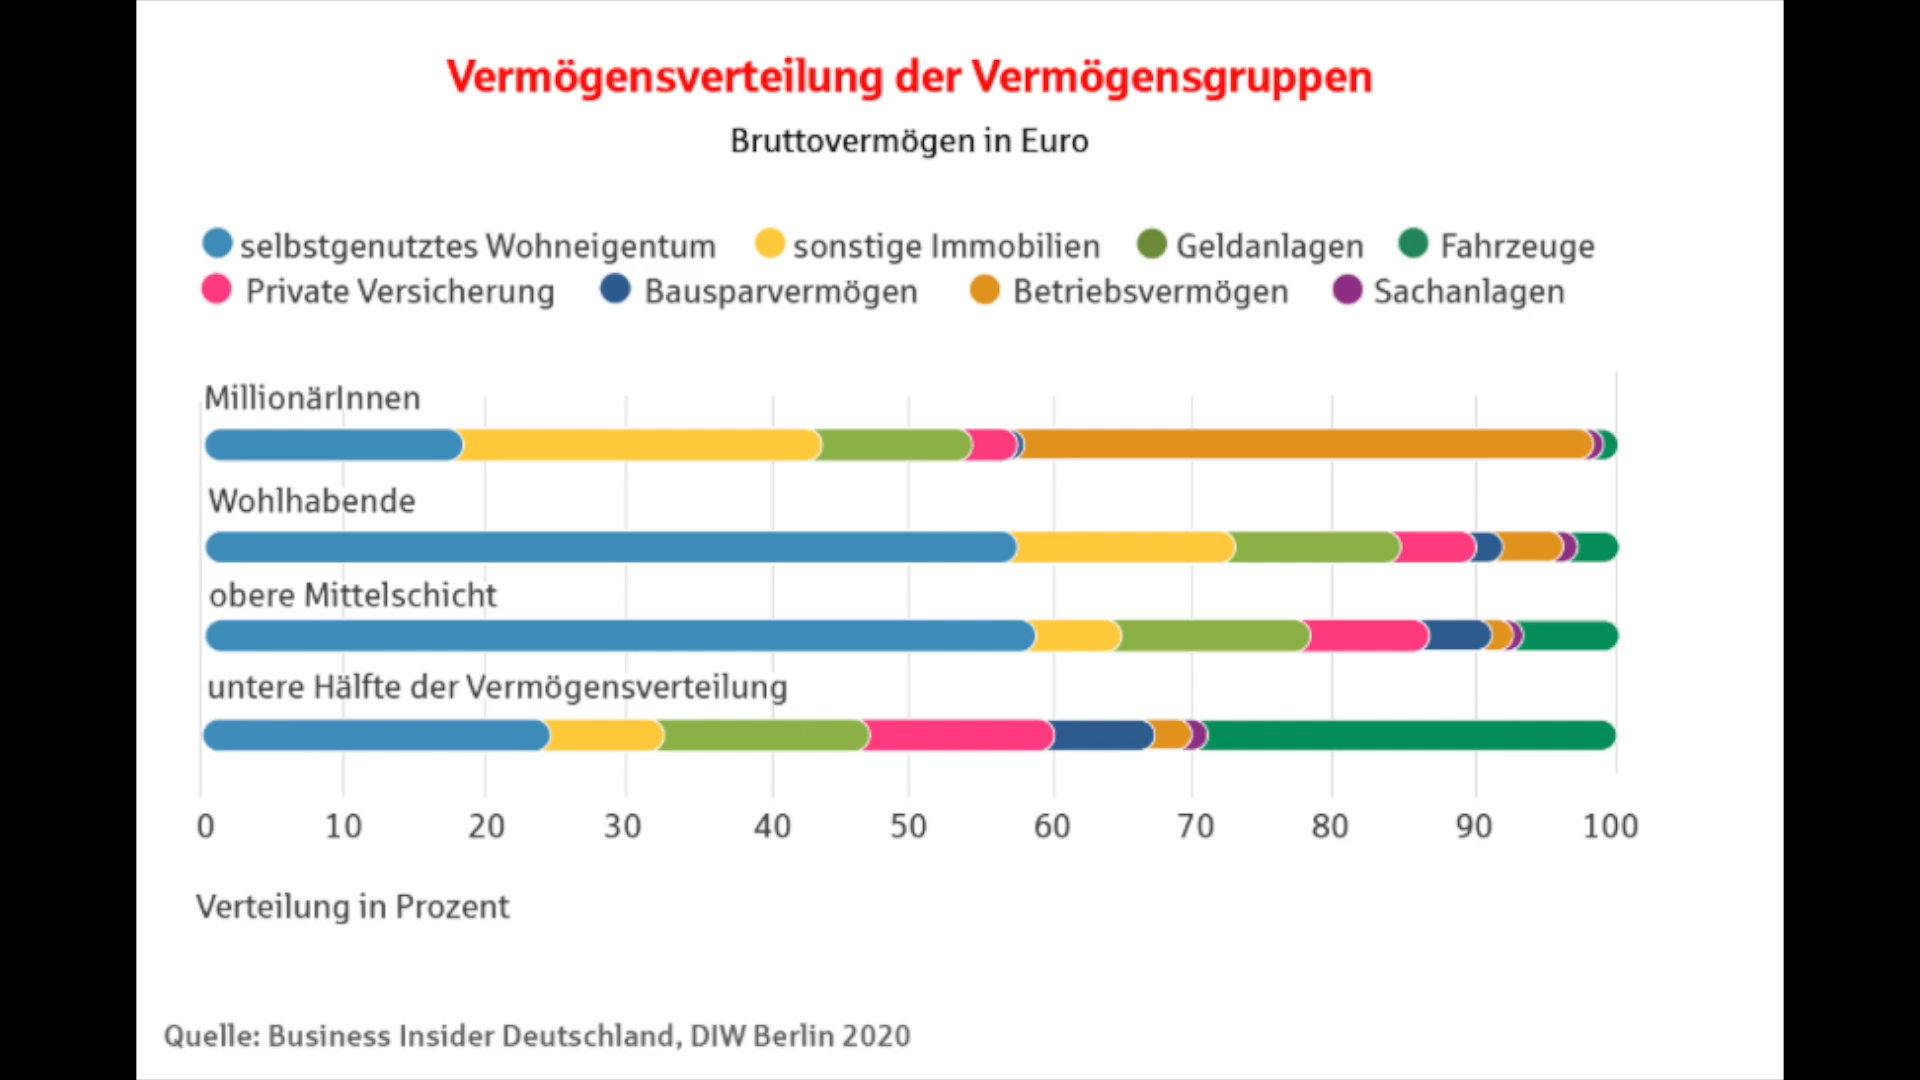 Vermögensverteilung der Vermögensgruppen
Bruttovermögen in Euro
selbstgenutztes Wohneigentum sonstige Immobilien Geldanlagen Fahrzeuge
Private Versicherung Bausparvermögen Betriebsvermögen Sachanlagen
MillionärInnen
Wohlhabende
obere Mittelschicht
untere Hälfte der Vermögensverteilung
0 10 20 30 40 50 60 70 80 90 100
Verteilung in Prozent
Quelle: Business Insider Deutschland, DIW Berlin 2020